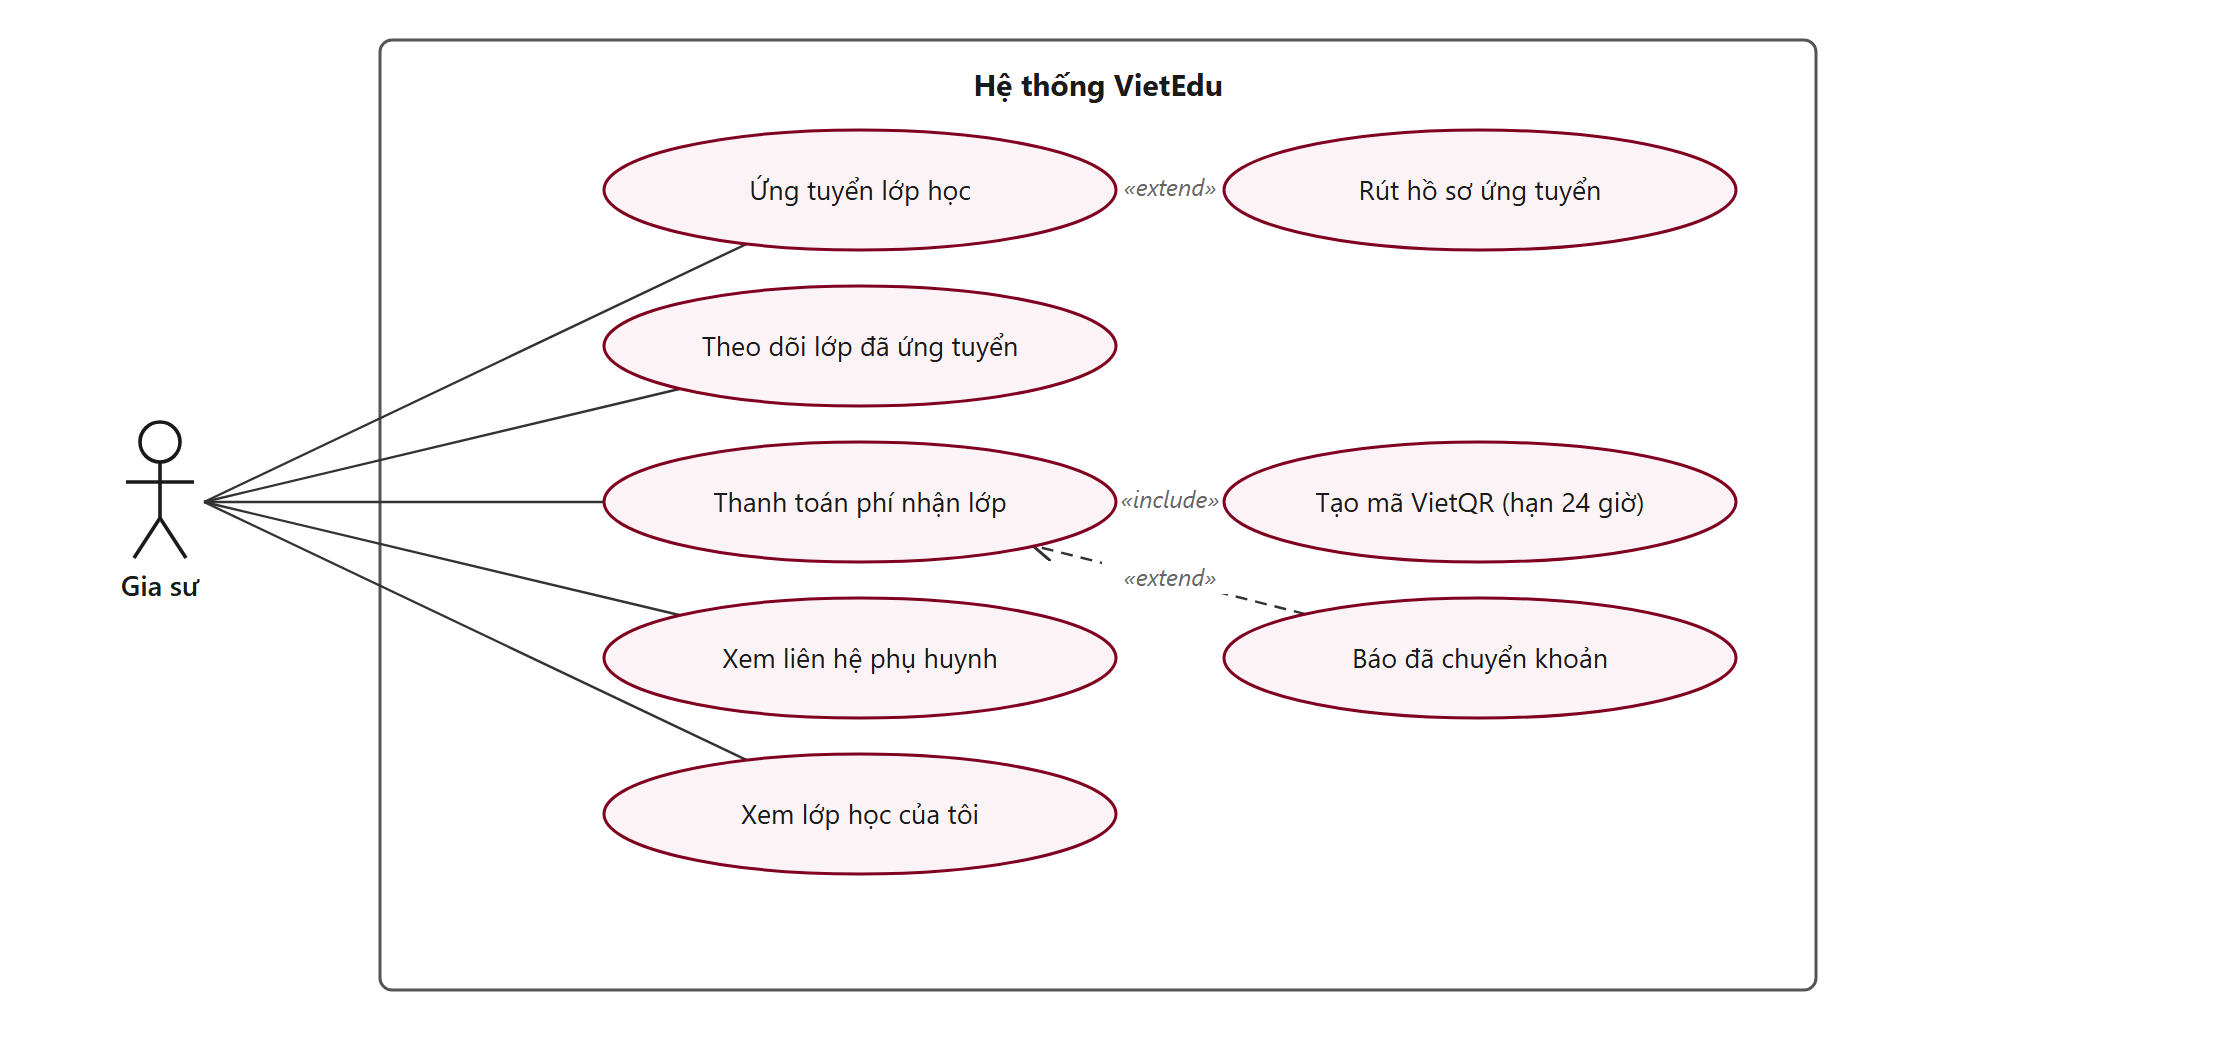 Hệ thống VietEdu
Ứng tuyển lớp học
«extend»
Rút hồ sơ ứng tuyển
Theo dõi lớp đã ứng tuyển
Thanh toán phí nhận lớp
«include»
Tạo mã VietQR (hạn 24 giờ)
«extend»
Gia sư
Xem liên hệ phụ huynh
Báo đã chuyển khoản
Xem lớp học của tôi